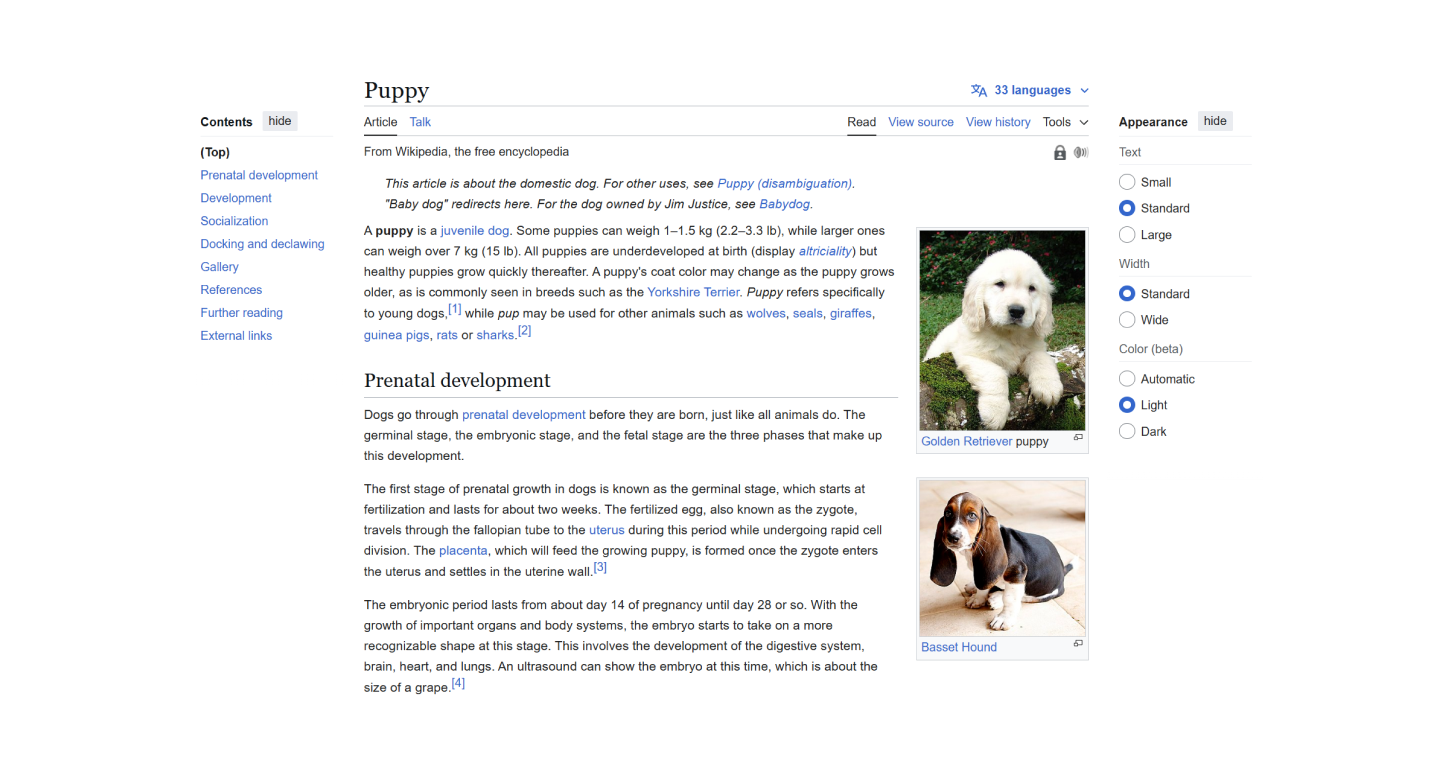 Puppy
33 languages
Contents
hide
(Top)
Prenatal development
Development
Socialization
Docking and declawing
Gallery
References
Further reading
External links
Article
Talk
Read
View source
View history
Tools
From Wikipedia, the free encyclopedia
This article is about the domestic dog. For other uses, see Puppy (disambiguation).
"Baby dog" redirects here. For the dog owned by Jim Justice, see Babydog.
A puppy is a juvenile dog. Some puppies can weigh 1–1.5 kg (2.2–3.3 lb), while larger ones
can weigh over 7 kg (15 lb). All puppies are underdeveloped at birth (display altriciality) but
healthy puppies grow quickly thereafter. A puppy's coat color may change as the puppy grows
older, as is commonly seen in breeds such as the Yorkshire Terrier. Puppy refers specifically
to young dogs,[1] while pup may be used for other animals such as wolves, seals, giraffes,
guinea pigs, rats or sharks.[2]
Golden Retriever puppy
Prenatal development
Dogs go through prenatal development before they are born, just like all animals do. The
germinal stage, the embryonic stage, and the fetal stage are the three phases that make up
this development.
The first stage of prenatal growth in dogs is known as the germinal stage, which starts at
fertilization and lasts for about two weeks. The fertilized egg, also known as the zygote,
travels through the fallopian tube to the uterus during this period while undergoing rapid cell
division. The placenta, which will feed the growing puppy, is formed once the zygote enters
the uterus and settles in the uterine wall.[3]
The embryonic period lasts from about day 14 of pregnancy until day 28 or so. With the
growth of important organs and body systems, the embryo starts to take on a more
recognizable shape at this stage. This involves the development of the digestive system,
brain, heart, and lungs. An ultrasound can show the embryo at this time, which is about the
size of a grape.[4]
Basset Hound
Appearance
hide
Text
Small
Standard
Large
Width
Standard
Wide
Color (beta)
Automatic
Light
Dark